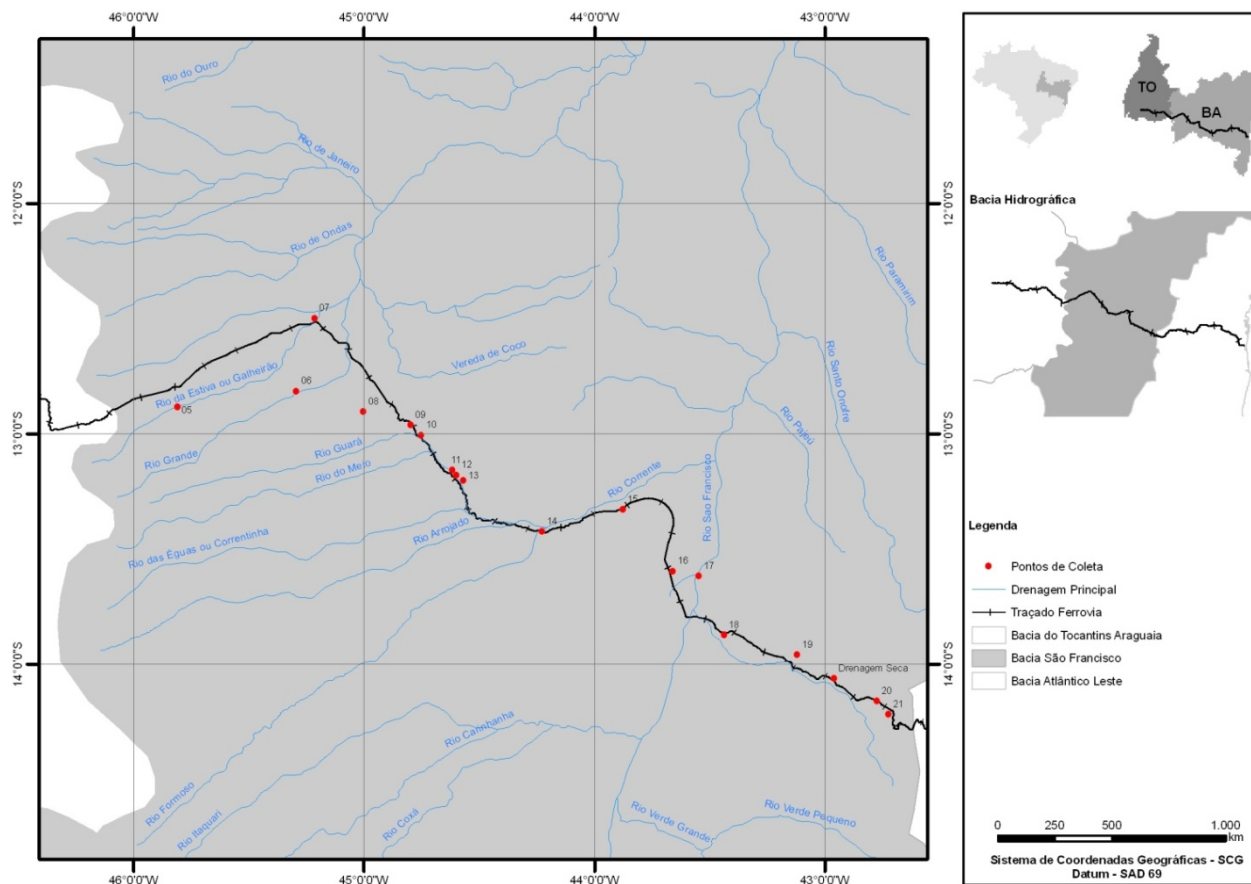 46°0'0"W
45°0'0"W
44°0'0"W
43°0'0"W
12°0'0"S
13°0'0"S
14°0'0"S
12°0'0"S
13°0'0"S
14°0'0"S
46°0'0"W
45°0'0"W
44°0'0"W
43°0'0"W
Rio do Ouro
Rio de Janeiro
Rio de Ondas
Rio Paramirim
07
Vereda de Coco
Rio Santo Onofre
Rio da Estiva ou Galheirão
06
05
08
09
10
Rio Pajeú
Rio Grande
Rio Guará
Rio do Meio
11
12
13
Rio Corrente
15
14
Rio Arrojado
Rio São Francisco
Rio das Éguas ou Correntinha
16
17
18
19
Drenagem Seca
20
21
Rio Carinhanha
Rio Formoso
Rio Itaquari
Rio Coxá
Rio Verde Grande
Rio Verde Pequeno
TO
BA
Bacia Hidrográfica
Legenda
Pontos de Coleta
Drenagem Principal
Traçado Ferrovia
Bacia do Tocantins Araguaia
Bacia São Francisco
Bacia Atlântico Leste
0 250 500 1.000
km
Sistema de Coordenadas Geográficas - SCG
Datum - SAD 69